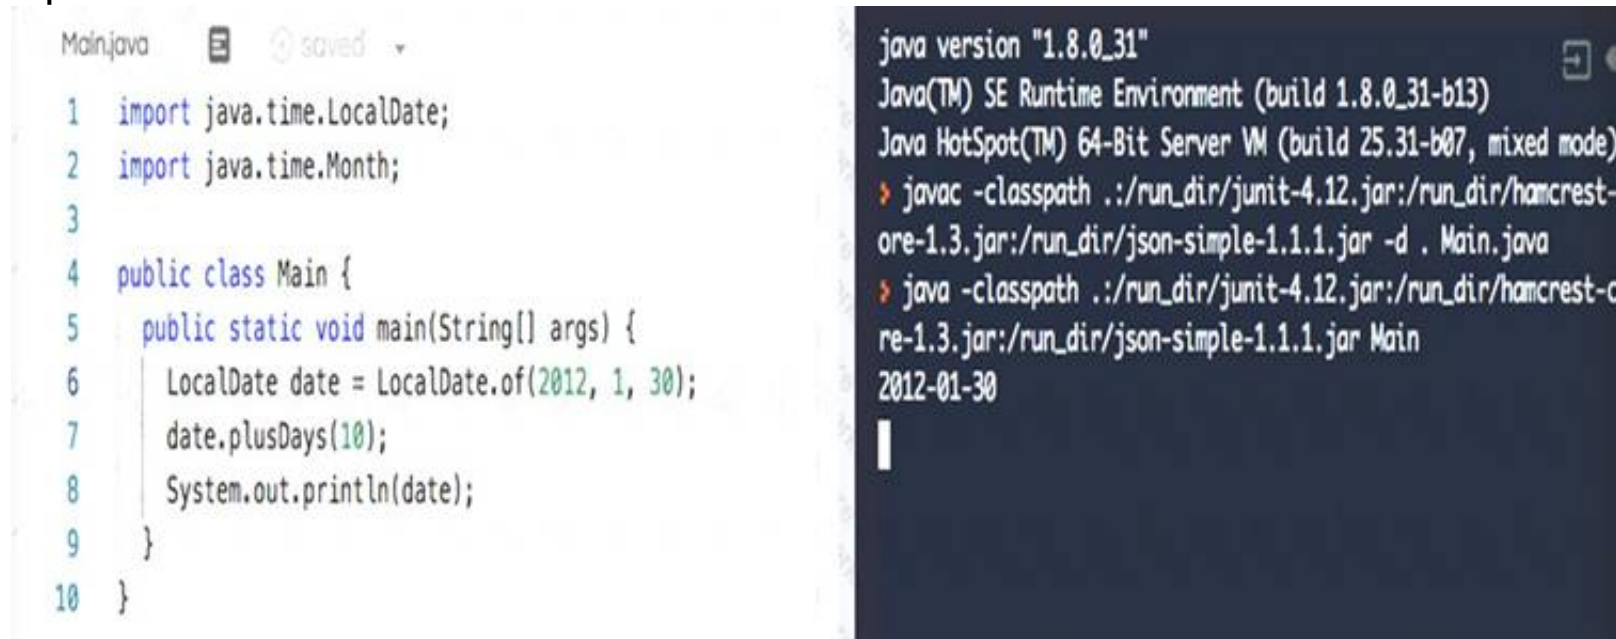 Main.java saved
1 import java.time.LocalDate;
2 import java.time.Month;
3
4 public class Main {
5 public static void main(String[] args) {
6 LocalDate date = LocalDate.of(2012, 1, 30);
7 date.plusDays(10);
8 System.out.println(date);
9 }
10 }
java version "1.8.0_31"
Java(TM) SE Runtime Environment (build 1.8.0_31-b13)
Java HotSpot(TM) 64-Bit Server VM (build 25.31-b07, mixed mode)
> javac -classpath .:/run_dir/junit-4.12.jar:/run_dir/hamcrest-
ore-1.3.jar:/run_dir/json-simple-1.1.1.jar -d . Main.java
> java -classpath .:/run_dir/junit-4.12.jar:/run_dir/hamcrest-c
re-1.3.jar:/run_dir/json-simple-1.1.1.jar Main
2012-01-30